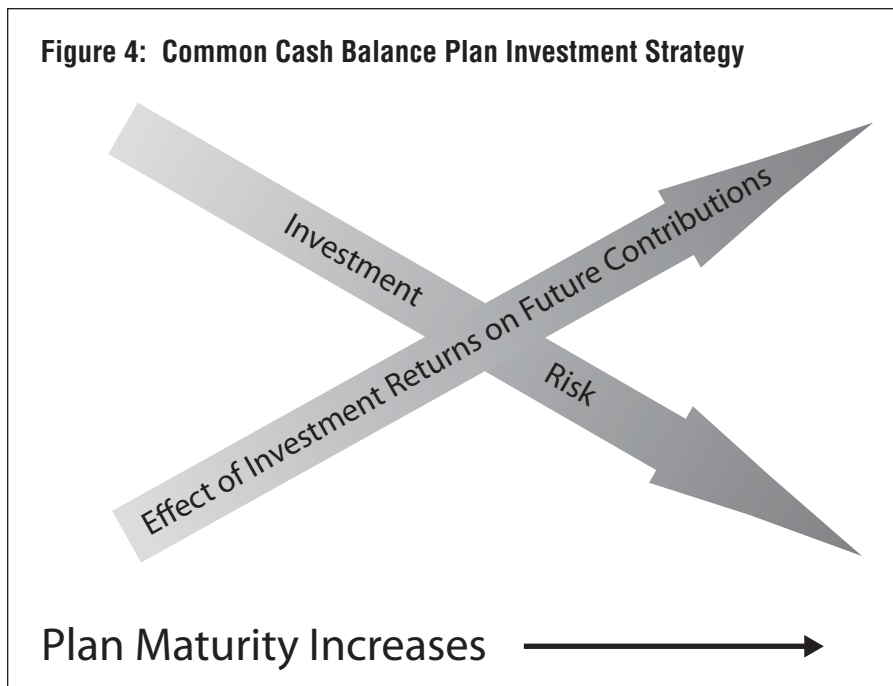 Figure 4: Common Cash Balance Plan Investment Strategy
Investment Risk
Effect of Investment Returns on Future Contributions
Plan Maturity Increases